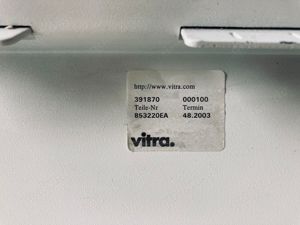 http://www.vitra.com
391870 000100
Teile-Nr Termin
853220EA 48.2003
vitra.